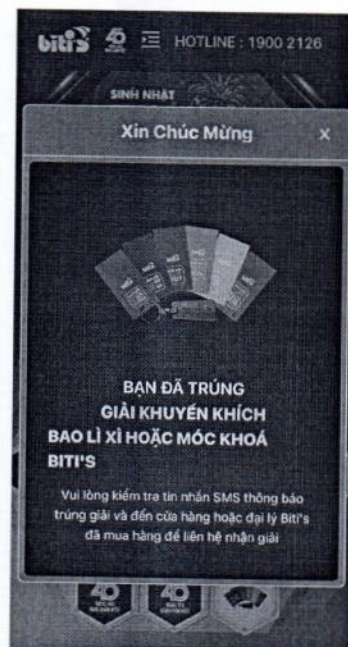 biti's 40 HOTLINE : 1900 2126
SINH NHẬT
Xin Chúc Mừng X
BẠN ĐÃ TRÚNG
GIẢI KHUYẾN KHÍCH
BAO LÌ XÌ HOẶC MÓC KHOÁ
BITI'S
Vui lòng kiểm tra tin nhắn SMS thông báo
trúng giải và đến cửa hàng hoặc đại lý Biti's
đã mua hàng để liên hệ nhận giải
40 40